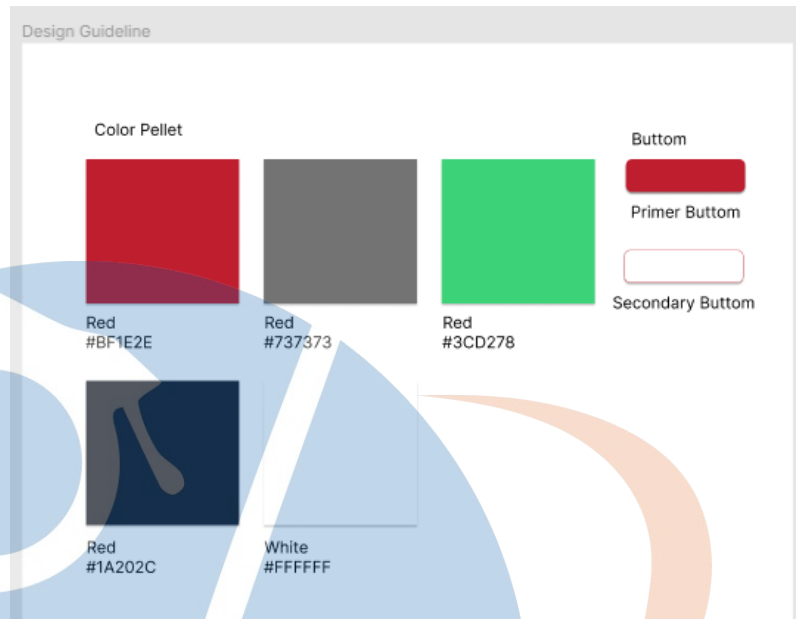 Design Guideline
Color Pellet
Buttom
Primer Buttom
Secondary Buttom
Red
#BF1E2E
Red
#737373
Red
#3CD278
Red
#1A202C
White
#FFFFFF